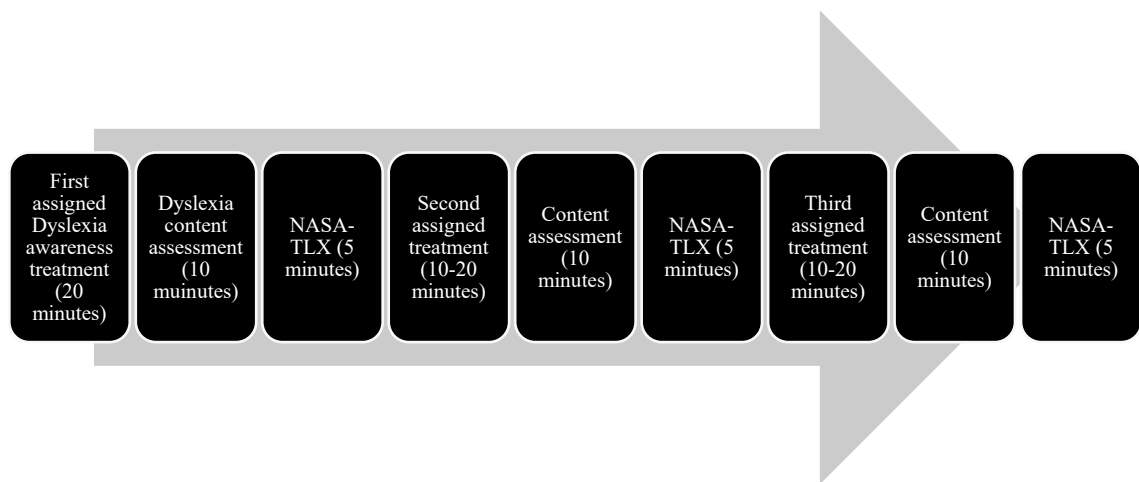 First
assigned
Dyslexia
awareness
treatment
(20
minutes)
Dyslexia
content
assessment
(10
muinutes)
NASA-
TLX (5
minutes)
Second
assigned
treatment
(10-20
minutes)
Content
assessment
(10
minutes)
NASA-
TLX (5
mintues)
Third
assigned
treatment
(10-20
minutes)
Content
assessment
(10
minutes)
NASA-
TLX (5
minutes)